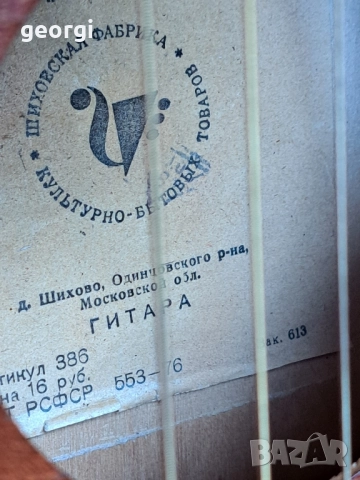 georgi
* ШИХОВСКАЯ ФАБРИКА *
КУЛЬТУРНО-БЫТОВЫХ ТОВАРОВ
д. Шихово, Одинцовского р-на,
Московской обл.
ГИТАРА
тикул 386
на 16 руб.
Т РСФСР 553-76
ак. 613
BAZAR